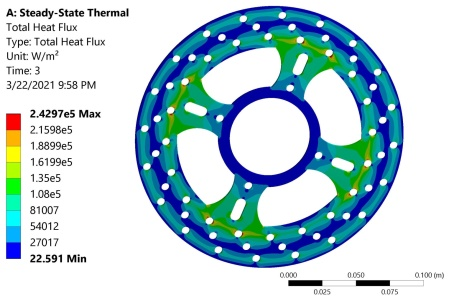 A: Steady-State Thermal
Total Heat Flux
Type: Total Heat Flux
Unit: W/m²
Time: 3
3/22/2021 9:58 PM
2.4297e5 Max
2.1598e5
1.8899e5
1.6199e5
1.35e5
1.08e5
81007
54012
27017
22.591 Min
0.000 0.050 0.100 (m)
0.025 0.075